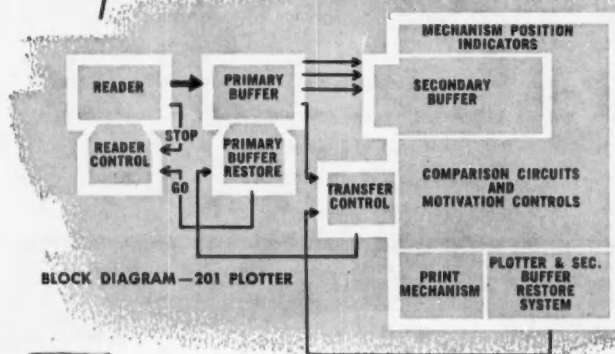 MECHANISM POSITION
INDICATORS
READER
PRIMARY
BUFFER
SECONDARY
BUFFER
STOP
READER
CONTROL
GO
PRIMARY
BUFFER
RESTORE
TRANSFER
CONTROL
COMPARISON CIRCUITS
AND
MOTIVATION CONTROLS
BLOCK DIAGRAM—201 PLOTTER
PRINT
MECHANISM
PLOTTER & SEC.
BUFFER
RESTORE
SYSTEM